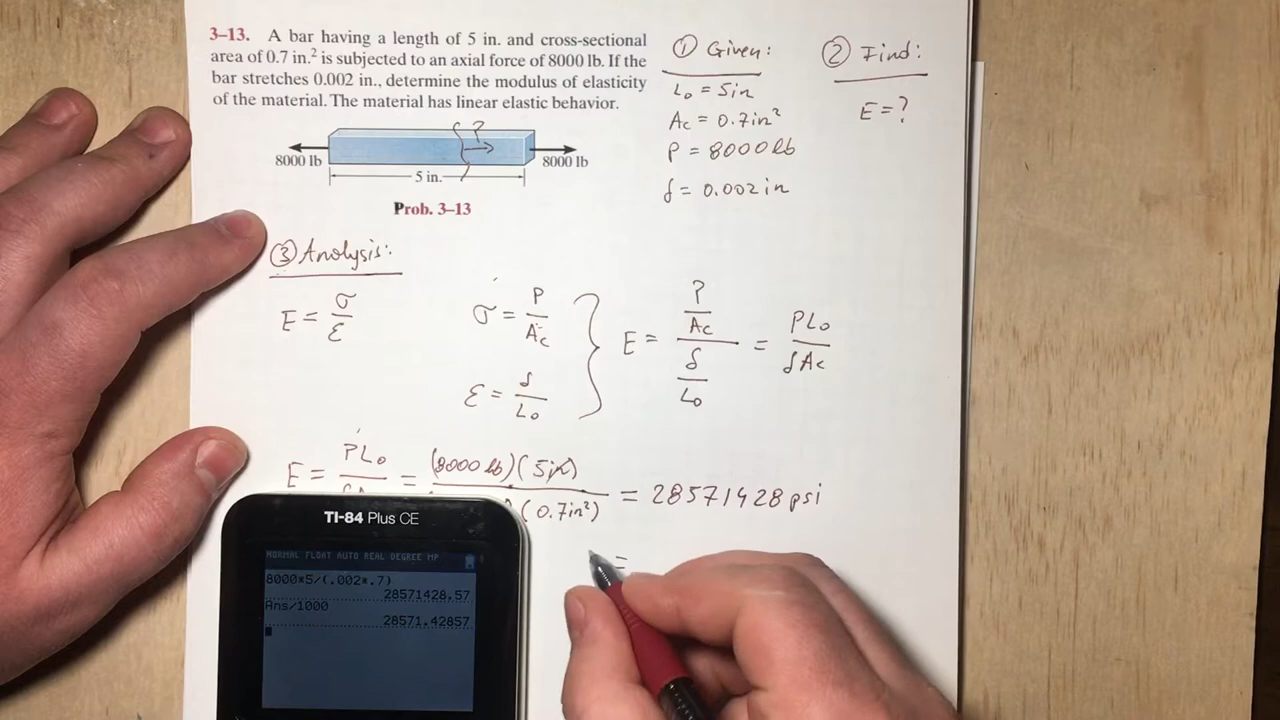 3–13. A bar having a length of 5 in. and cross-sectional
area of 0.7 in.² is subjected to an axial force of 8000 lb. If the
bar stretches 0.002 in., determine the modulus of elasticity
of the material. The material has linear elastic behavior.
P
8000 lb
8000 lb
5 in.
Prob. 3–13
① Given:
L₀ = 5in
Ac = 0.7in²
P = 8000 lb
δ = 0.002 in
② Find:
E = ?
③ Analysis:
E = σ/ε
σ = P/Ac
ε = δ/L₀
E = (P/Ac)/(δ/L₀) = PL₀/δAc
E = PL₀/ = (8000 lb)(5in)/(0.7in²) = 28571428 psi
=
TI-84 Plus CE
NORMAL FLOAT AUTO REAL DEGREE MP
8000*5/(.002*.7)
28571428.57
Ans/1000
28571.42857